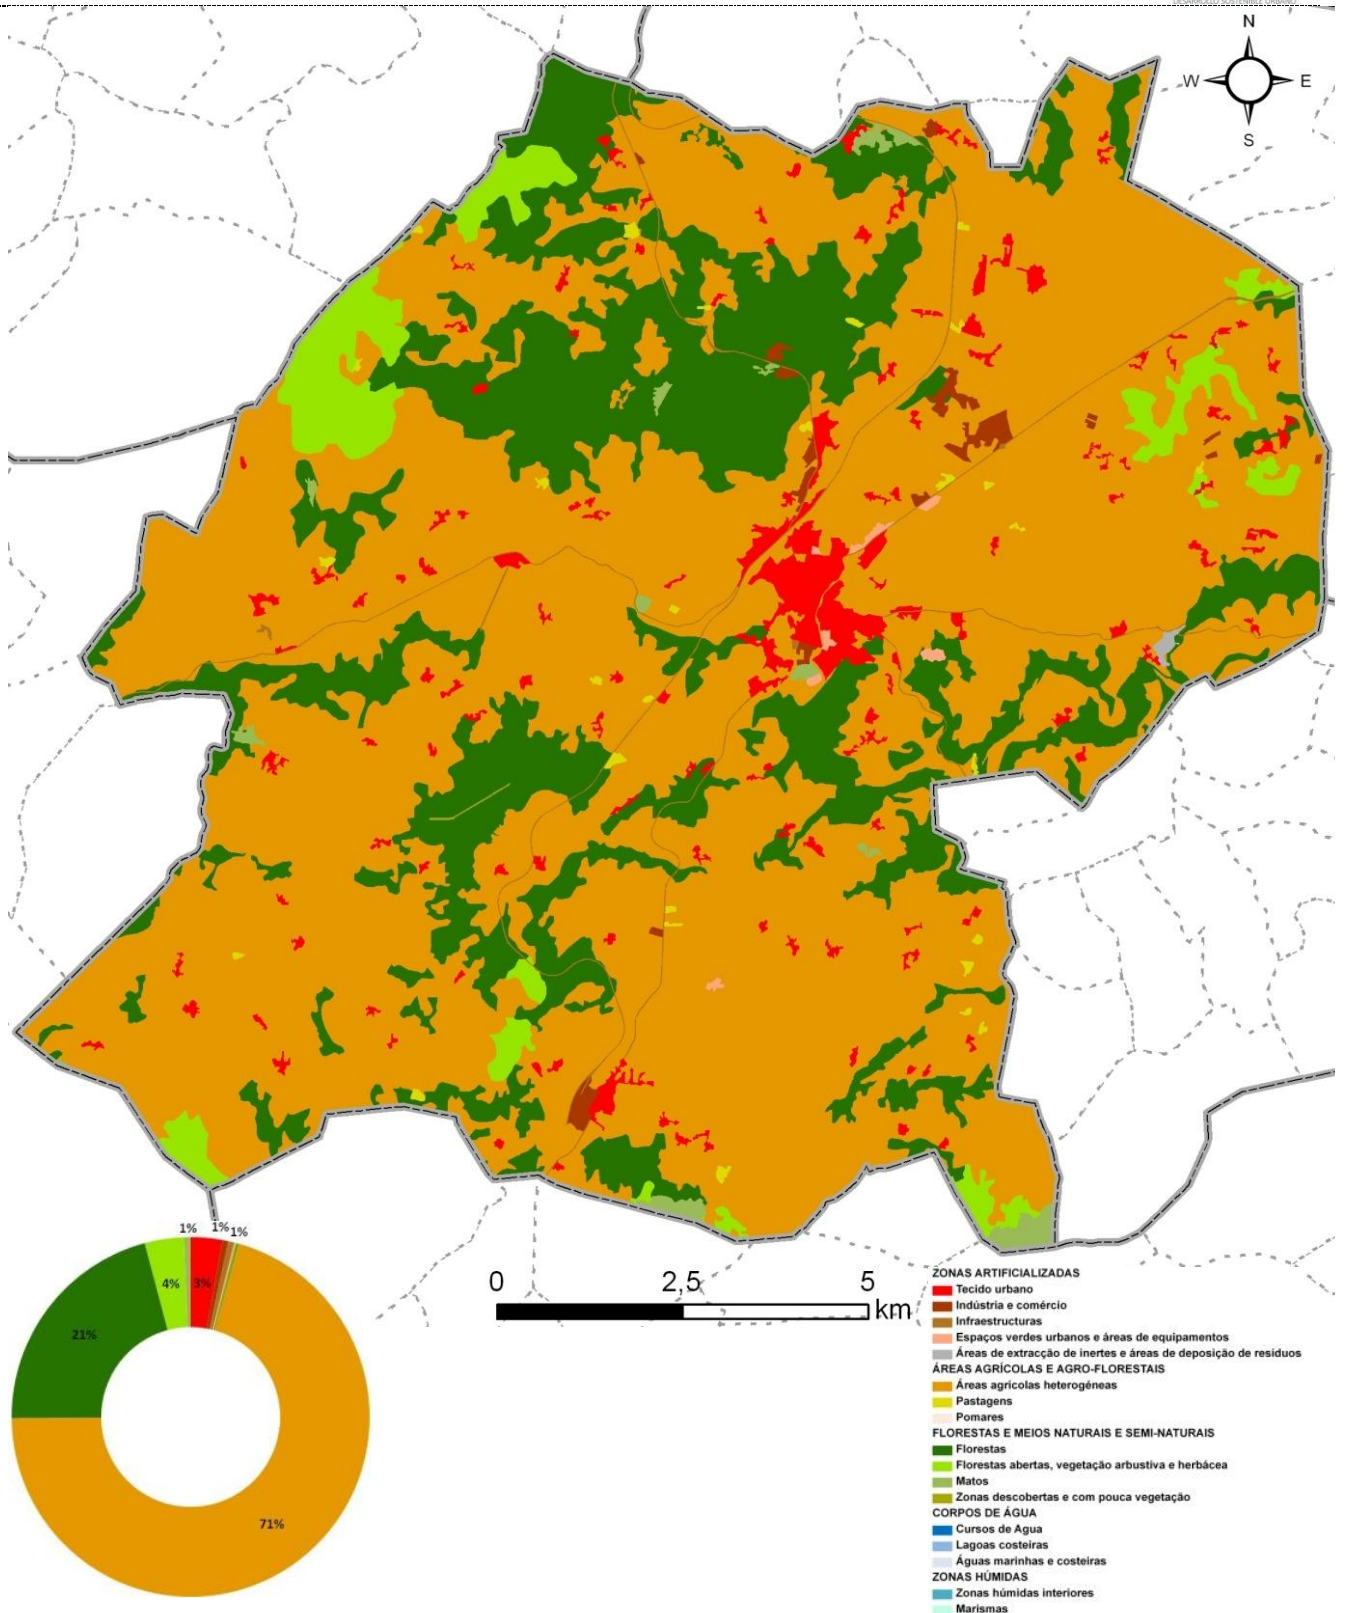 DESARROLLO SOSTENIBLE URBANO
N
W E
S
1% 1% 1%
4% 3%
21%
71%
0 2,5 5
km
ZONAS ARTIFICIALIZADAS
Tecido urbano
Indústria e comércio
Infraestructuras
Espaços verdes urbanos e áreas de equipamentos
Áreas de extracção de inertes e áreas de deposição de resíduos
ÁREAS AGRÍCOLAS E AGRO-FLORESTAIS
Áreas agrícolas heterogéneas
Pastagens
Pomares
FLORESTAS E MEIOS NATURAIS E SEMI-NATURAIS
Florestas
Florestas abertas, vegetação arbustiva e herbácea
Matos
Zonas descobertas e com pouca vegetação
CORPOS DE ÁGUA
Cursos de Agua
Lagoas costeiras
Águas marinhas e costeiras
ZONAS HÚMIDAS
Zonas húmidas interiores
Marismas